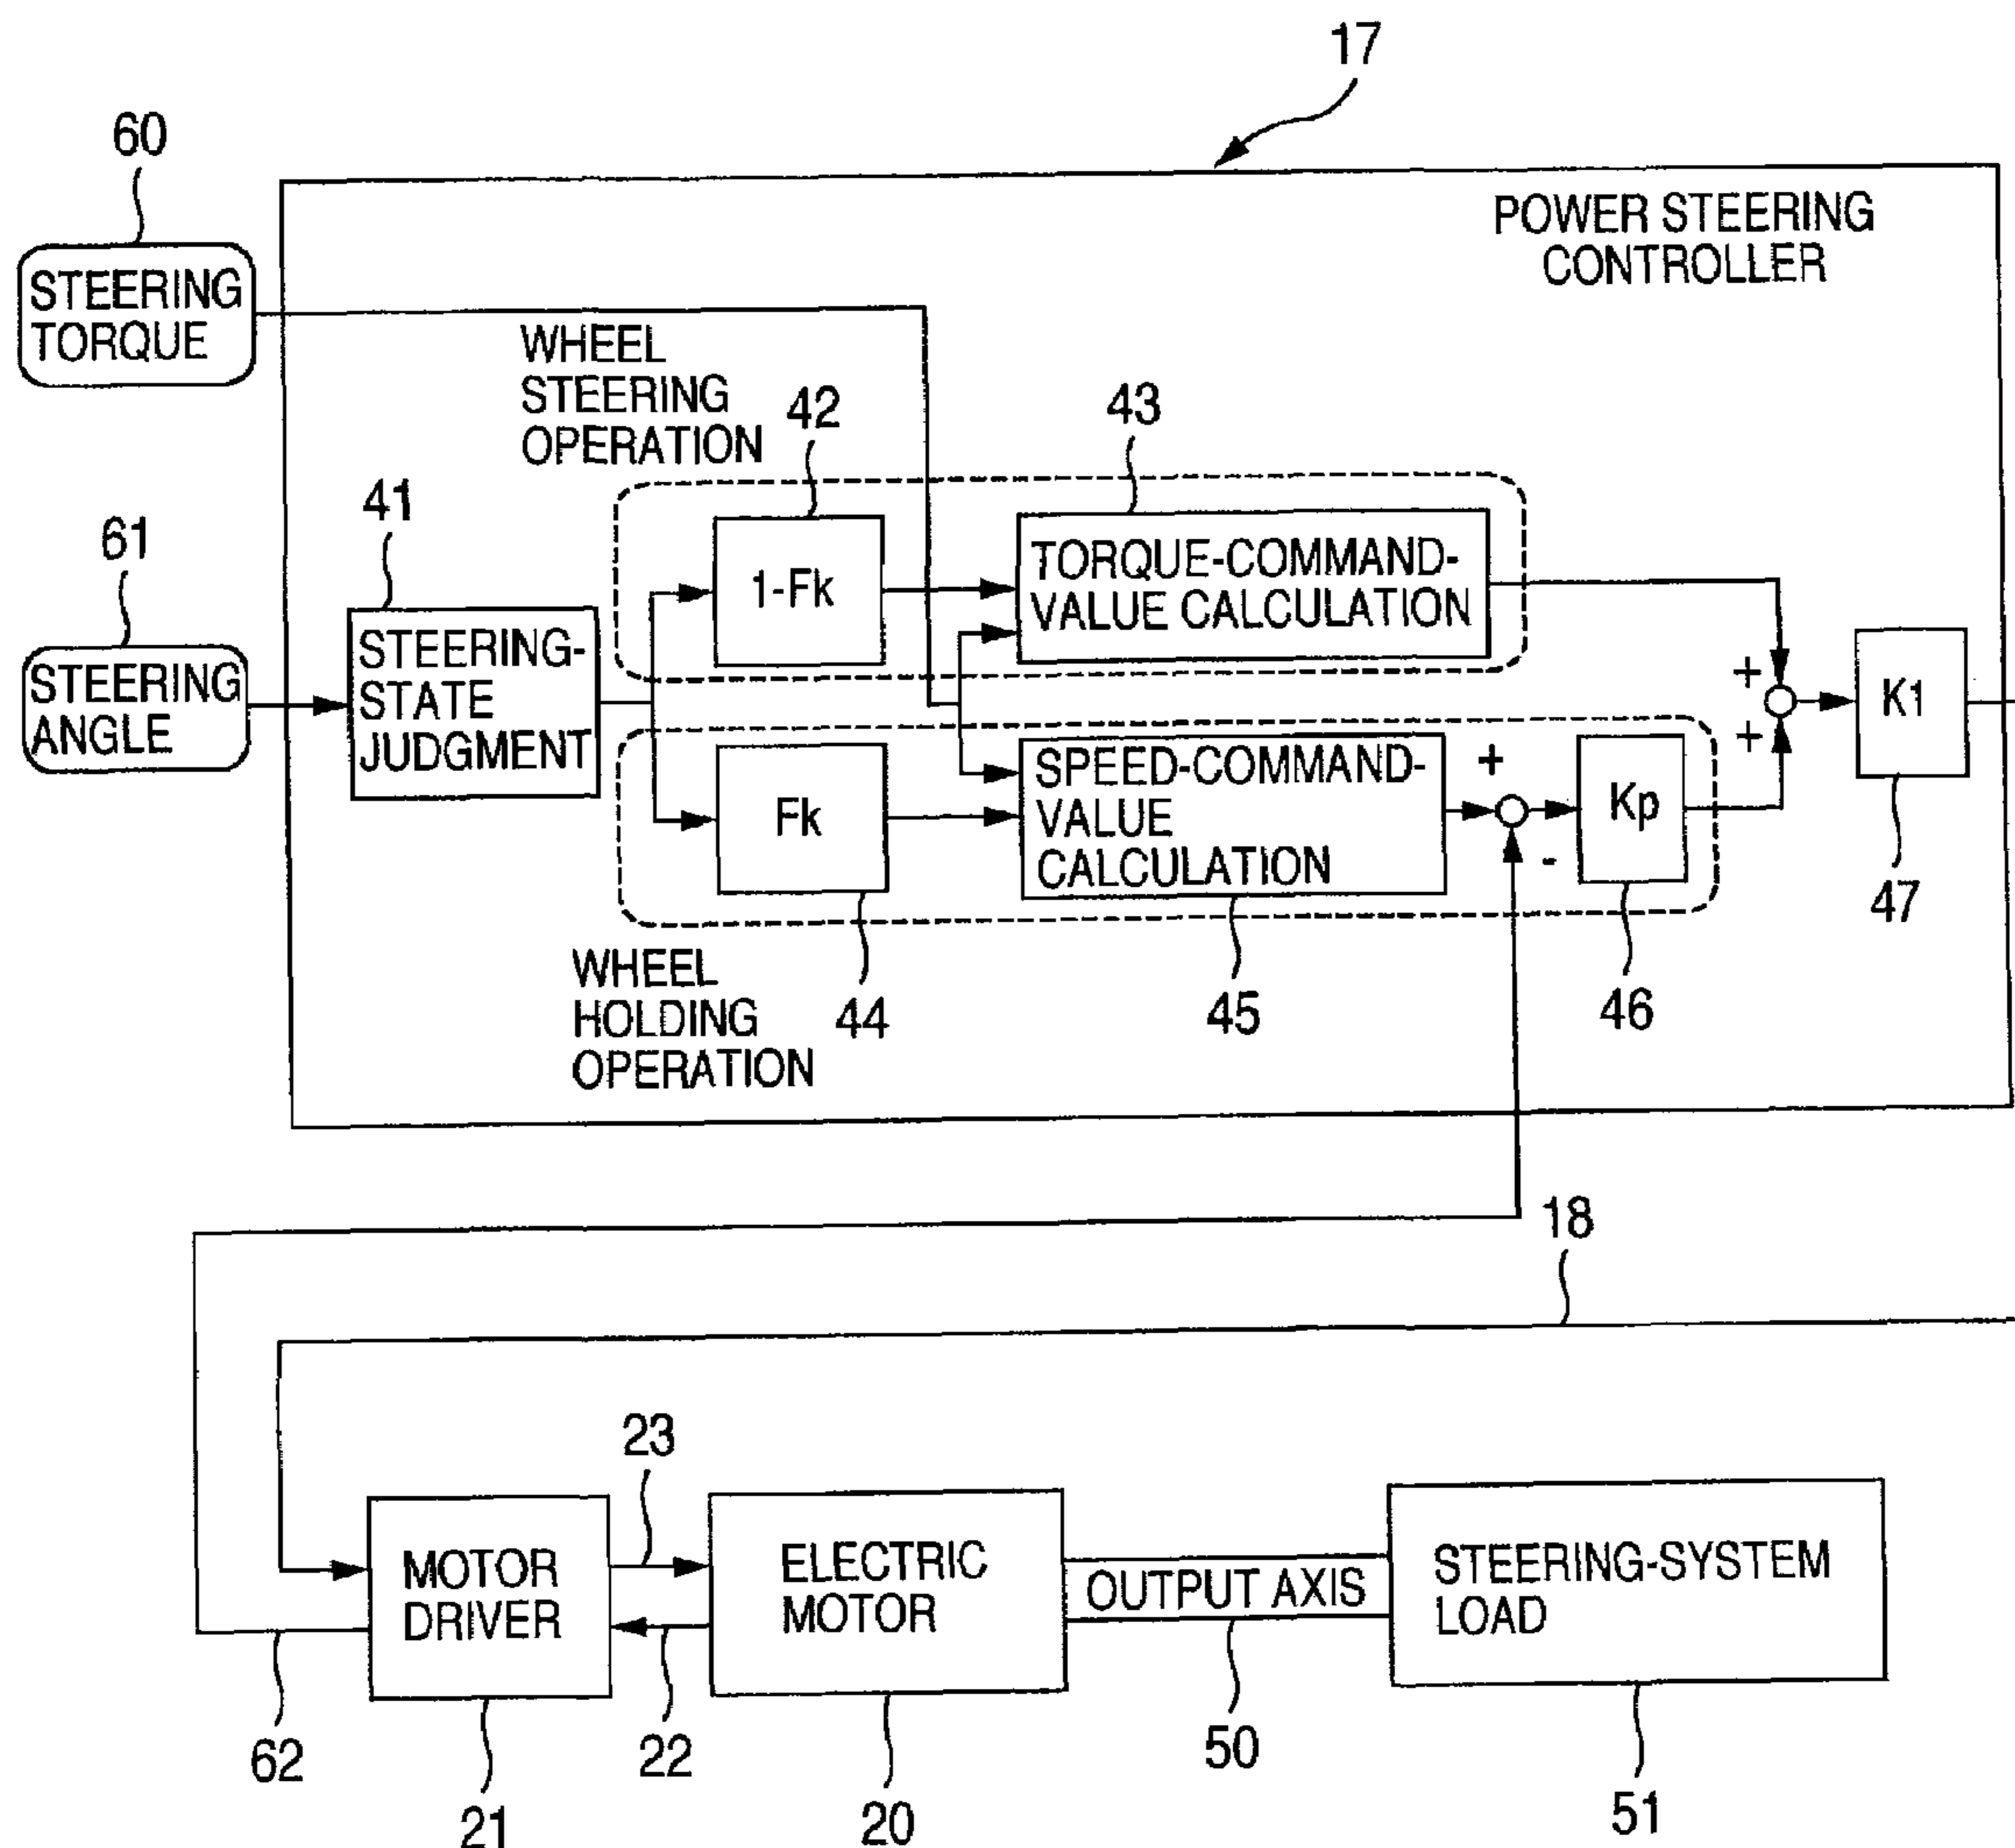 17
60
POWER STEERING
CONTROLLER
STEERING
TORQUE
WHEEL
STEERING
OPERATION
42
43
41
61
1-Fk
TORQUE-COMMAND-
VALUE CALCULATION
STEERING-
STATE
JUDGMENT
STEERING
ANGLE
+
+
K1
Fk
SPEED-COMMAND-
VALUE
CALCULATION
+
-
Kp
47
WHEEL
HOLDING
OPERATION
44
45
46
18
23
MOTOR
DRIVER
ELECTRIC
MOTOR
OUTPUT AXIS
STEERING-SYSTEM
LOAD
62
21
22
20
50
51